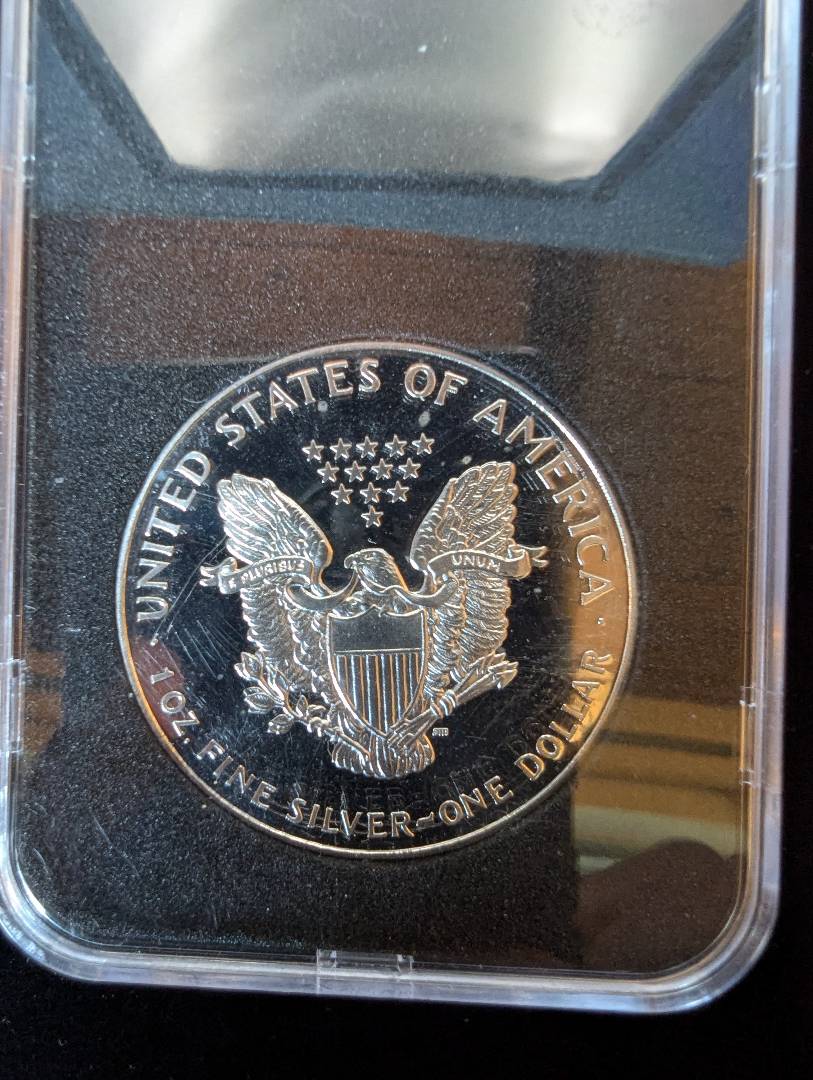 UNITED STATES OF AMERICA
E PLURIBUS UNUM
1 OZ. FINE SILVER~ONE DOLLAR